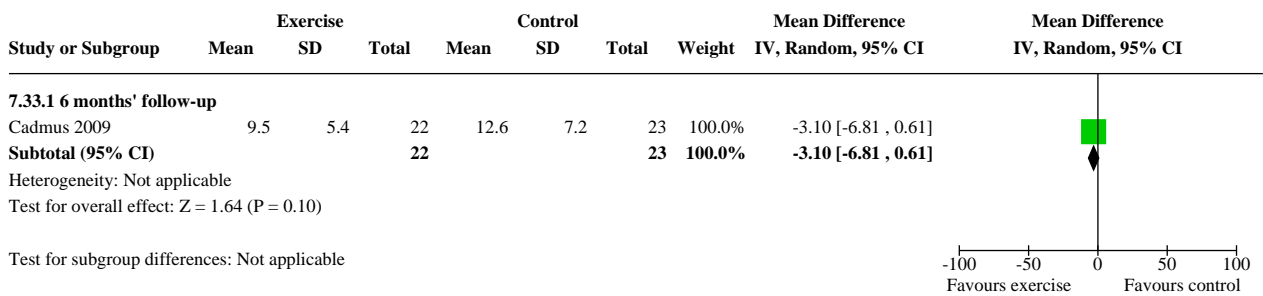 Exercise Control Mean Difference Mean Difference
Study or Subgroup Mean SD Total Mean SD Total Weight IV, Random, 95% CI IV, Random, 95% CI
7.33.1 6 months' follow-up
Cadmus 2009 9.5 5.4 22 12.6 7.2 23 100.0% -3.10 [-6.81 , 0.61]
Subtotal (95% CI) 22 23 100.0% -3.10 [-6.81 , 0.61]
Heterogeneity: Not applicable
Test for overall effect: Z = 1.64 (P = 0.10)
Test for subgroup differences: Not applicable
-100 -50 0 50 100
Favours exercise Favours control